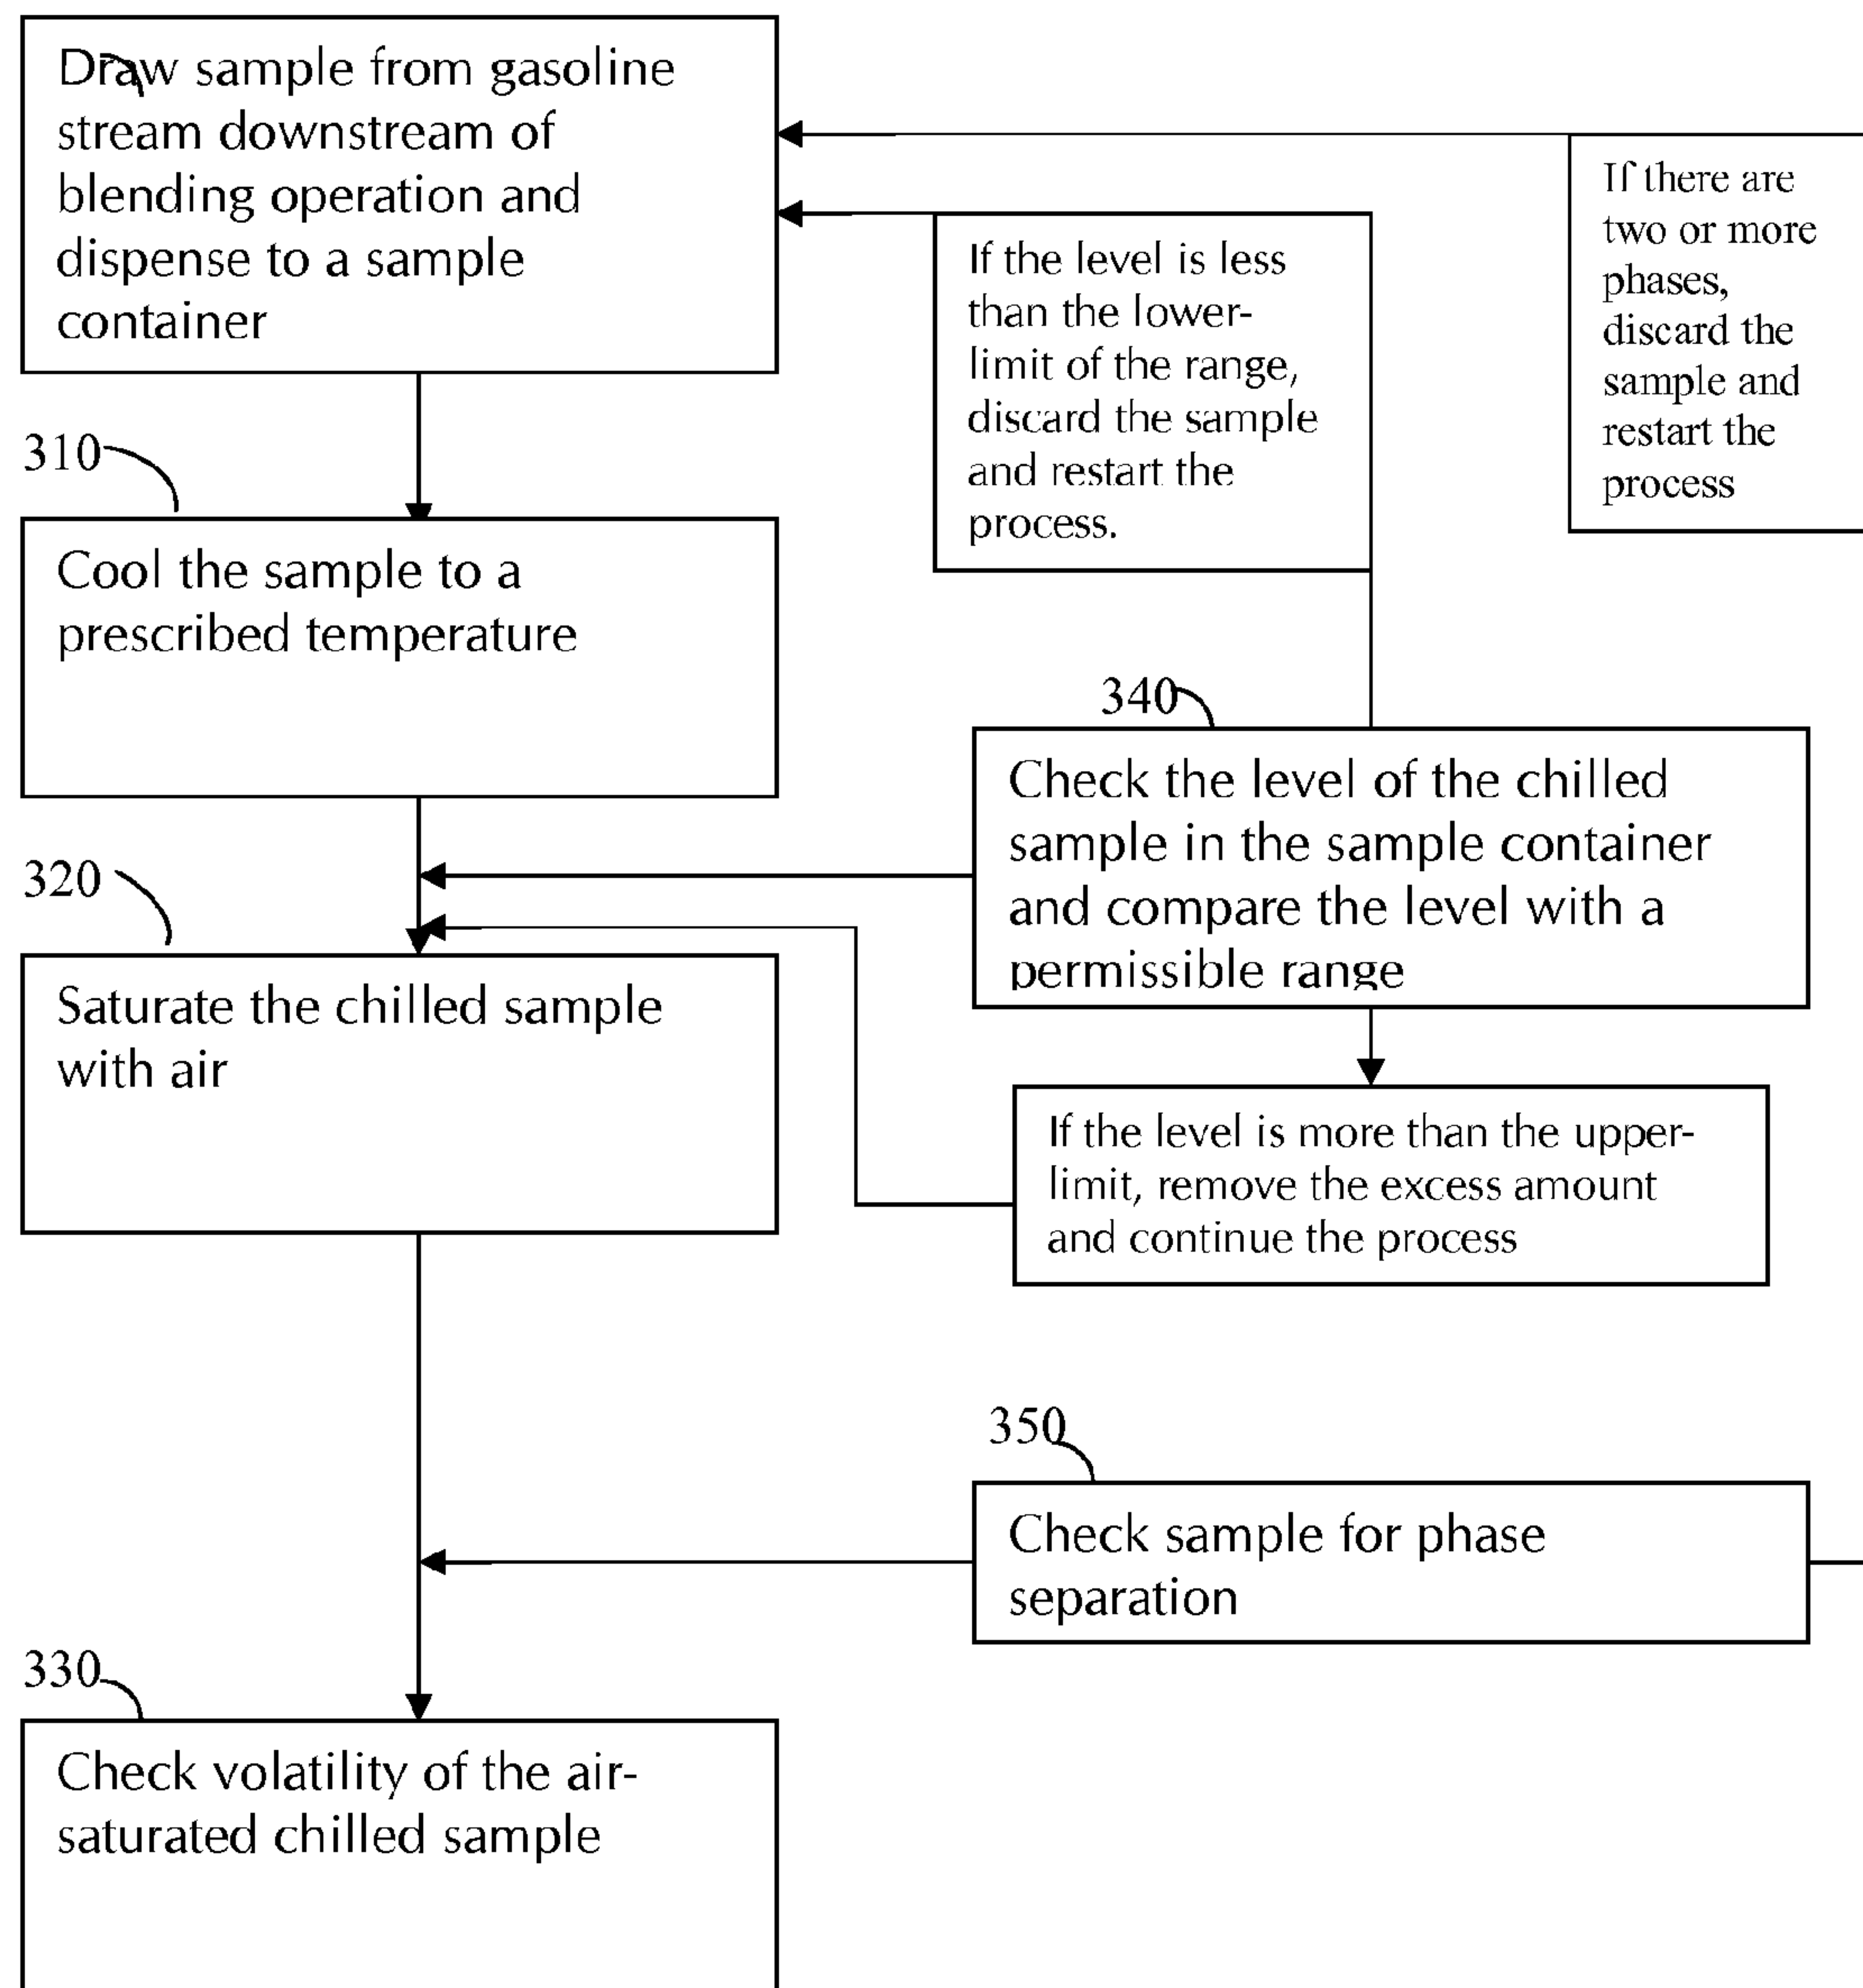 Draw sample from gasoline
stream downstream of
blending operation and
dispense to a sample
container
If there are
two or more
phases,
discard the
sample and
restart the
process
If the level is less
than the lower-
limit of the range,
discard the sample
and restart the
process.
310
Cool the sample to a
prescribed temperature
340
Check the level of the chilled
sample in the sample container
and compare the level with a
permissible range
320
Saturate the chilled sample
with air
If the level is more than the upper-
limit, remove the excess amount
and continue the process
350
Check sample for phase
separation
330
Check volatility of the air-
saturated chilled sample